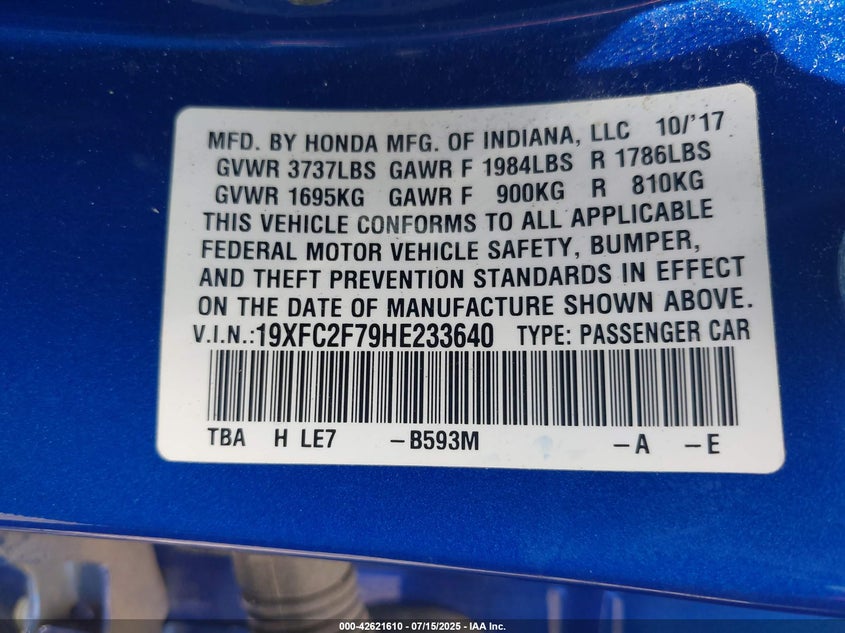 MFD. BY HONDA MFG. OF INDIANA, LLC 10/'17
GVWR 3737LBS GAWR F 1984LBS R 1786LBS
GVWR 1695KG GAWR F 900KG R 810KG
THIS VEHICLE CONFORMS TO ALL APPLICABLE
FEDERAL MOTOR VEHICLE SAFETY, BUMPER,
AND THEFT PREVENTION STANDARDS IN EFFECT
ON THE DATE OF MANUFACTURE SHOWN ABOVE.
V.I.N.:19XFC2F79HE233640 TYPE: PASSENGER CAR
TBA H LE7 -B593M -A -E
000-42621610 | 07/15/2025 - IAA Inc.